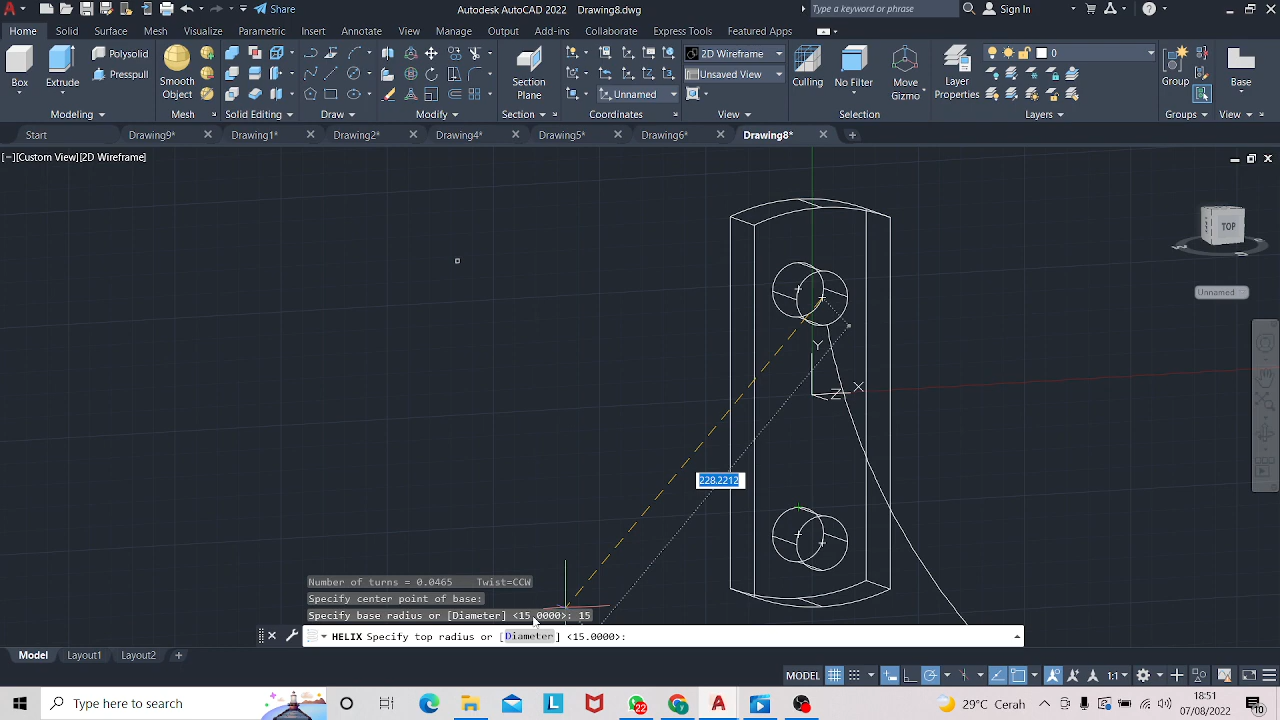 Share
Autodesk AutoCAD 2022 Drawing8.dwg
Type a keyword or phrase
Sign In
Home Solid Surface Mesh Visualize Parametric Insert Annotate View Manage Output Add-ins Collaborate Express Tools Featured Apps
Box
Extrude
Polysolid
Presspull
Smooth
Object
Section
Plane
Unnamed
2D Wireframe
Unsaved View
Culling
No Filter
Move
Gizmo
Layer
Properties
0
Group
Base
Modeling Mesh Solid Editing Draw Modify Section Coordinates View Selection Layers Groups View
Start Drawing9* Drawing1* Drawing2* Drawing4* Drawing5* Drawing6* Drawing8*
[−][Custom View][2D Wireframe]
TOP
Unnamed
Y
X
Z
228.2212
Number of turns = 0.0465 Twist=CCW
Specify center point of base:
Specify base radius or [Diameter] <15.0000>: 15
HELIX Specify top radius or [Diameter] <15.0000>:
Model Layout1 Layout2
MODEL
1:1
Type here to search
22
29° Cerah
18:51
07/08/2022
10